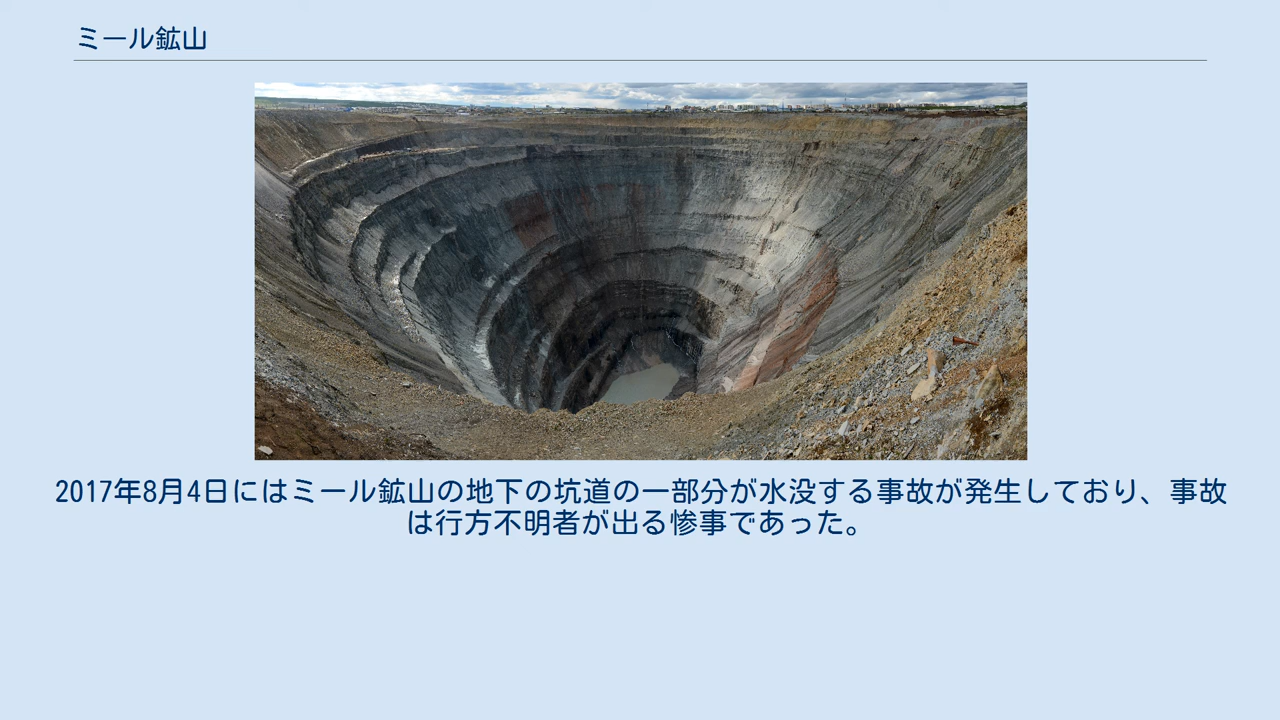 ミール鉱山
2017年8月4日にはミール鉱山の地下の坑道の一部分が水没する事故が発生しており、事故
は行方不明者が出る惨事であった。